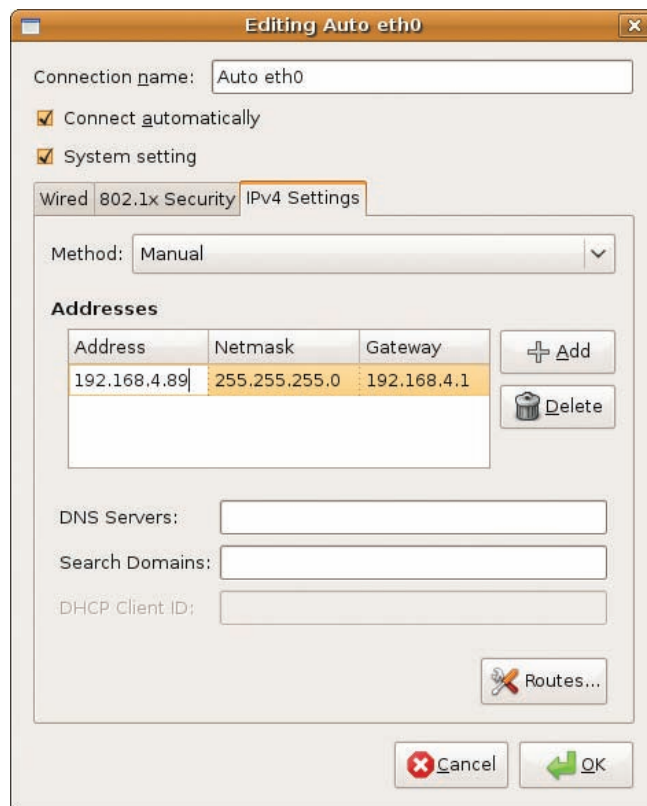 Editing Auto eth0
Connection name: Auto eth0
Connect automatically
System setting
Wired 802.1x Security IPv4 Settings
Method: Manual
Addresses
Address Netmask Gateway
192.168.4.89 255.255.255.0 192.168.4.1
Add
Delete
DNS Servers:
Search Domains:
DHCP Client ID:
Routes...
Cancel OK